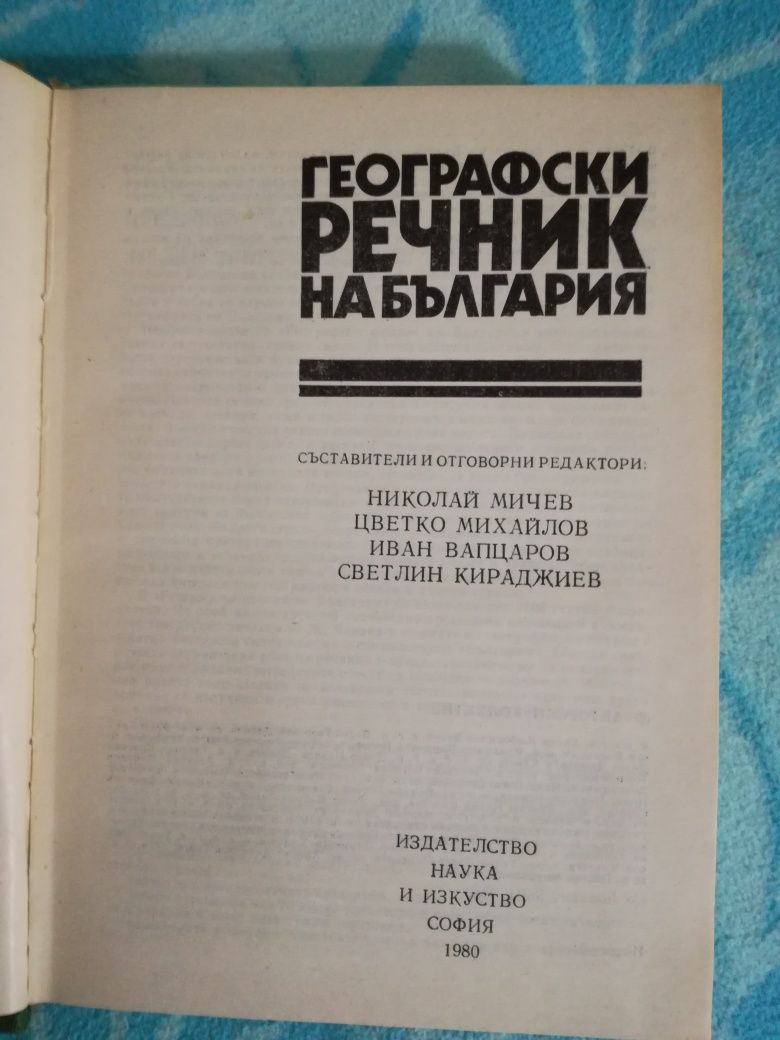 ГЕОГРАФСКИ
РЕЧНИК
НА БЪЛГАРИЯ
СЪСТАВИТЕЛИ И ОТГОВОРНИ РЕДАКТОРИ:
НИКОЛАЙ МИЧЕВ
ЦВЕТКО МИХАЙЛОВ
ИВАН ВАПЦАРОВ
СВЕТЛИН КИРАДЖИЕВ
ИЗДАТЕЛСТВО
НАУКА
И ИЗКУСТВО
СОФИЯ
1980